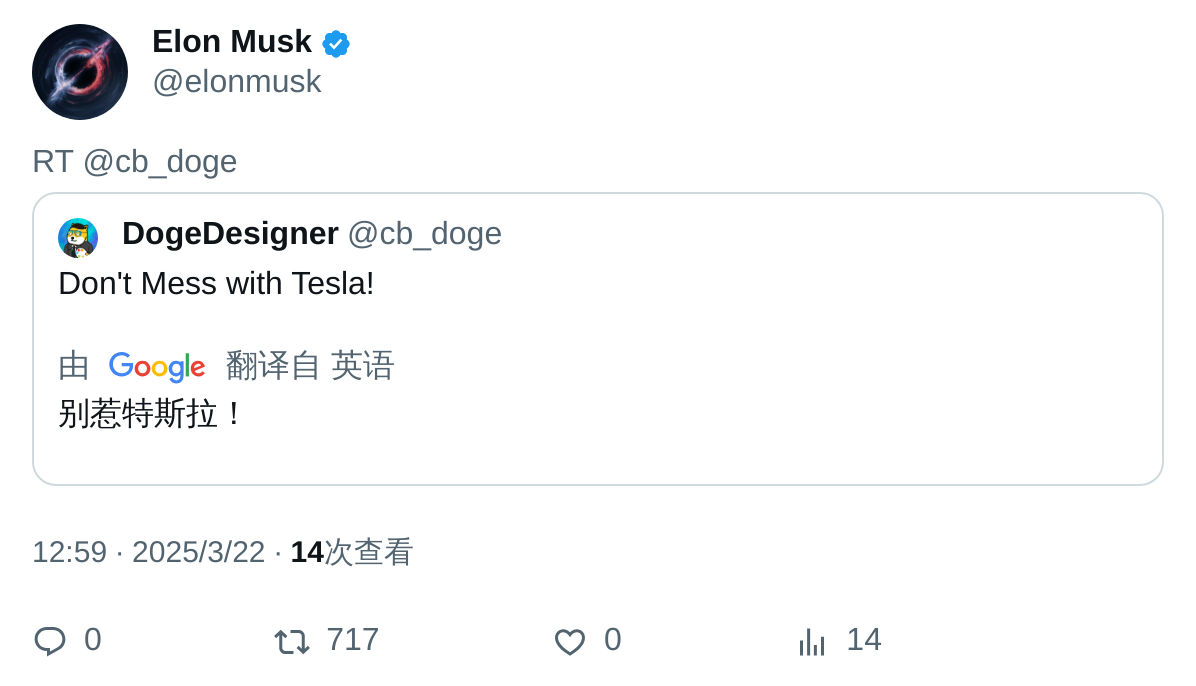 Elon Musk
@elonmusk
RT @cb_doge
DogeDesigner @cb_doge
Don't Mess with Tesla!
由 Google 翻译自 英语
别惹特斯拉！
12:59 · 2025/3/22 · 14次查看
0 717 0 14